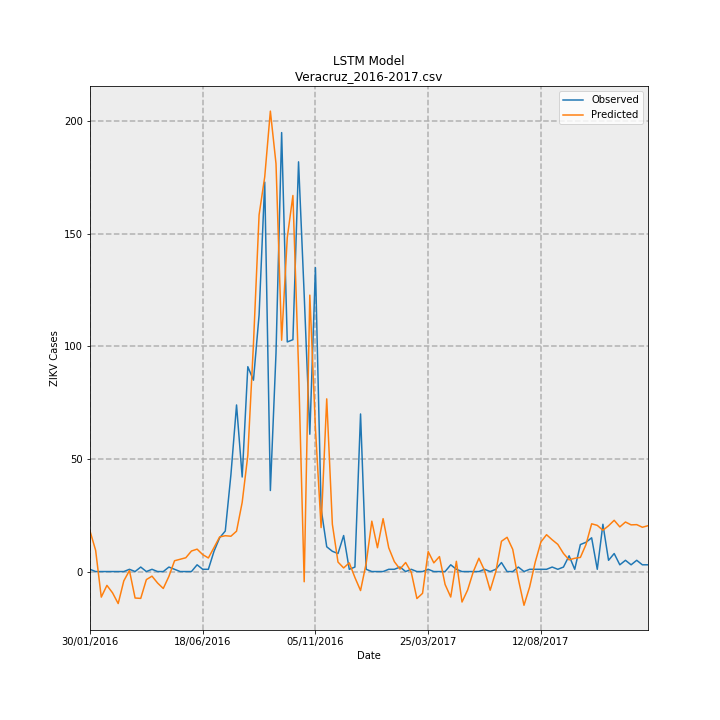 LSTM Model
Veracruz_2016-2017.csv
Observed
Predicted
200
150
100
50
0
ZIKV Cases
30/01/2016
18/06/2016
05/11/2016
25/03/2017
12/08/2017
Date